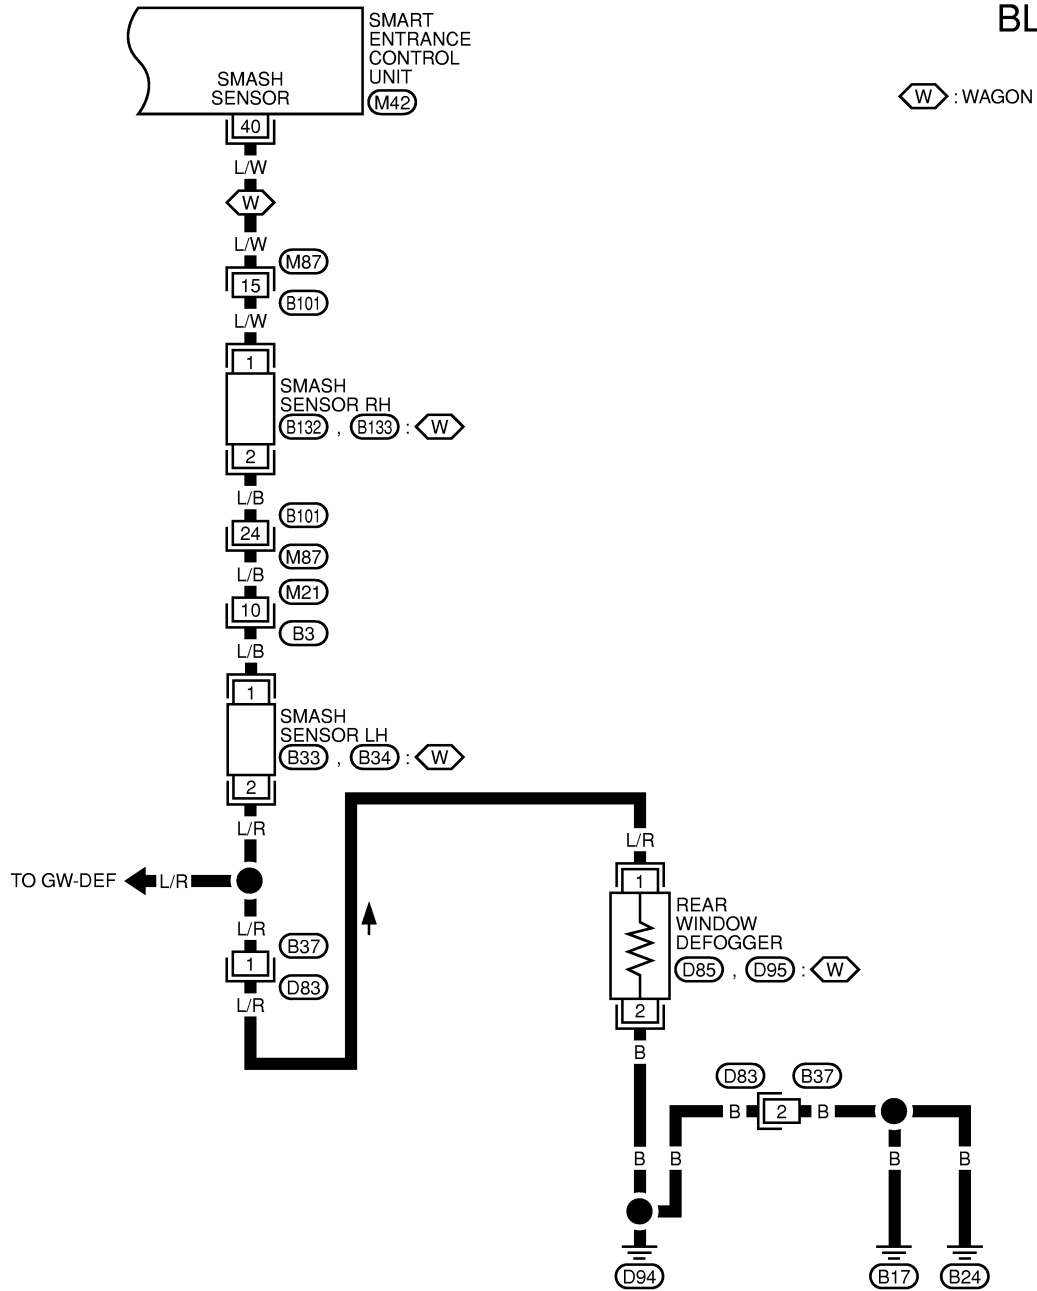 BL
SMART
ENTRANCE
CONTROL
UNIT
M42
SMASH
SENSOR
W : WAGON
40
L/W
W
L/W
M87
15
B101
L/W
1
SMASH
SENSOR RH
B132 , B133 : W
2
L/B
B101
24
M87
L/B
M21
10
B3
L/B
1
SMASH
SENSOR LH
B33 , B34 : W
2
L/R
TO GW-DEF L/R
L/R
B37
1
D83
L/R
L/R
1
REAR
WINDOW
DEFOGGER
D85 , D95 : W
2
B
D83 B37
B 2 B
B B B B
D94 B17 B24